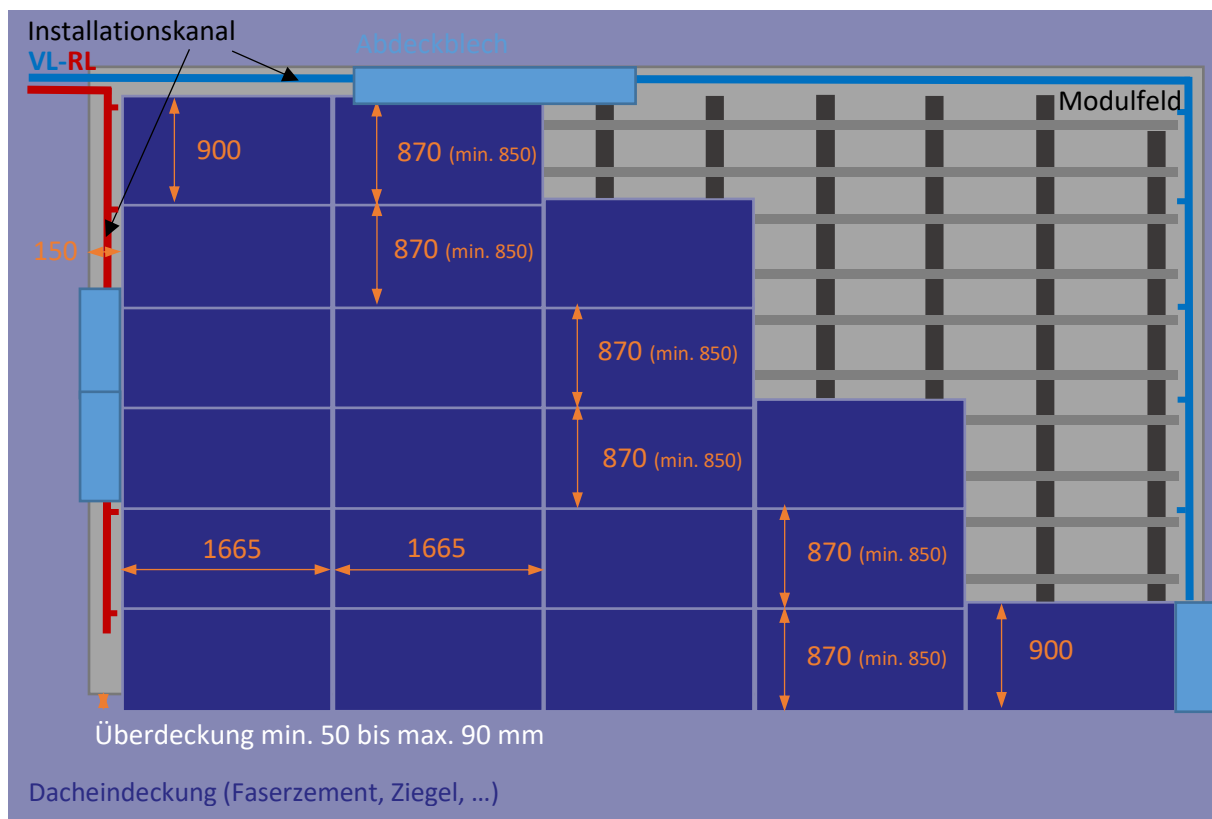 Installationskanal
Abdeckblech
VL-RL
Modulfeld
900
870 (min. 850)
150
870 (min. 850)
870 (min. 850)
870 (min. 850)
1665
1665
870 (min. 850)
870 (min. 850)
900
Überdeckung min. 50 bis max. 90 mm
Dacheindeckung (Faserzement, Ziegel, ...)